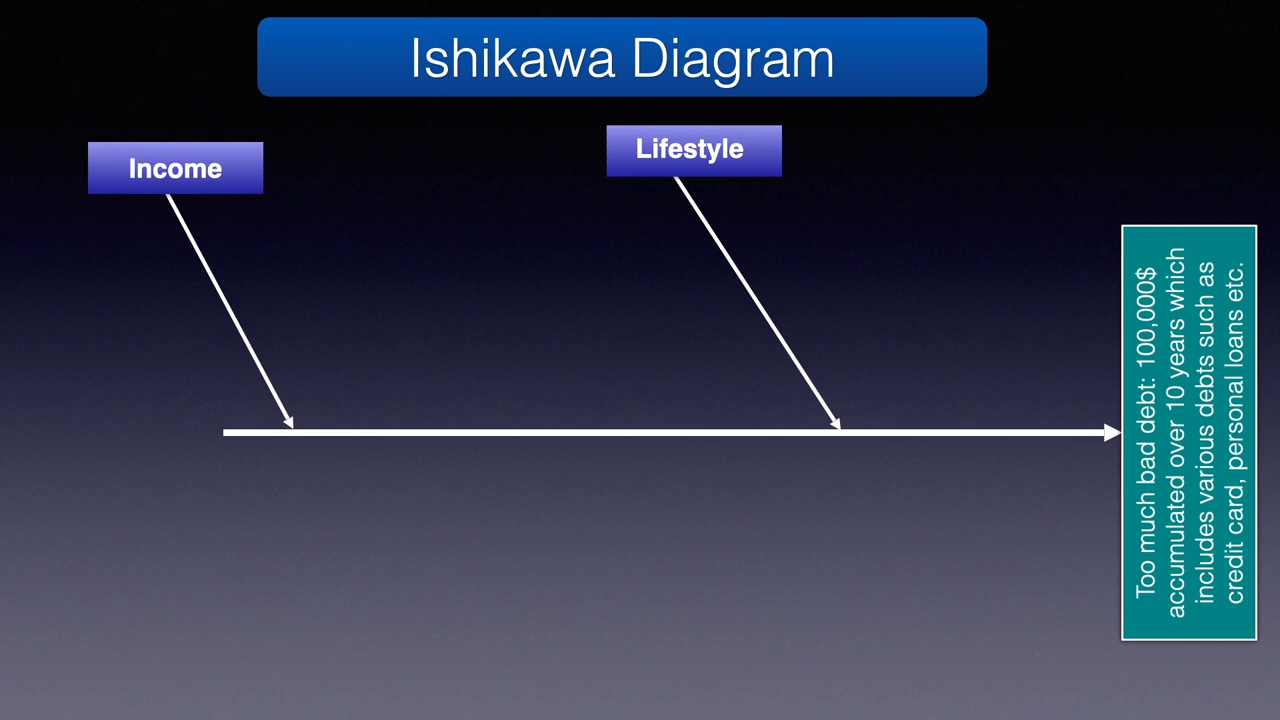 Ishikawa Diagram
Income
Lifestyle
Too much bad debt: 100,000$
accumulated over 10 years which
includes various debts such as
credit card, personal loans etc.